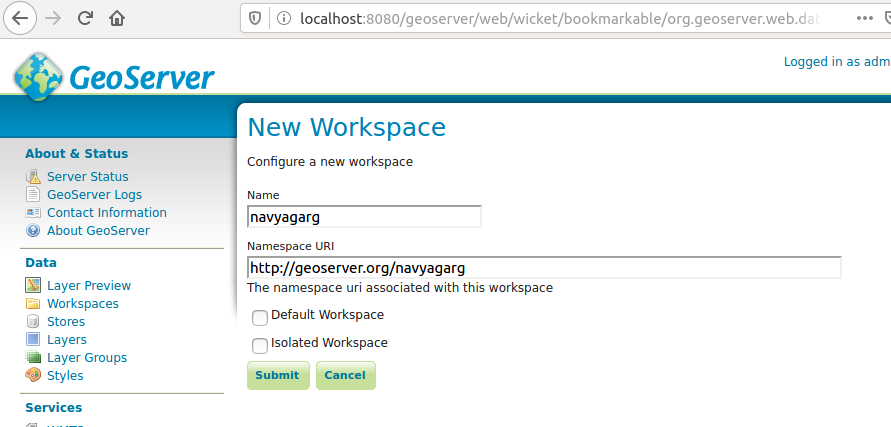 localhost:8080/geoserver/web/wicket/bookmarkable/org.geoserver.web.dat
GeoServer
Logged in as adm
About & Status
Server Status
GeoServer Logs
Contact Information
About GeoServer
Data
Layer Preview
Workspaces
Stores
Layers
Layer Groups
Styles
Services
New Workspace
Configure a new workspace
Name
navyagarg
Namespace URI
http://geoserver.org/navyagarg
The namespace uri associated with this workspace
Default Workspace
Isolated Workspace
Submit Cancel